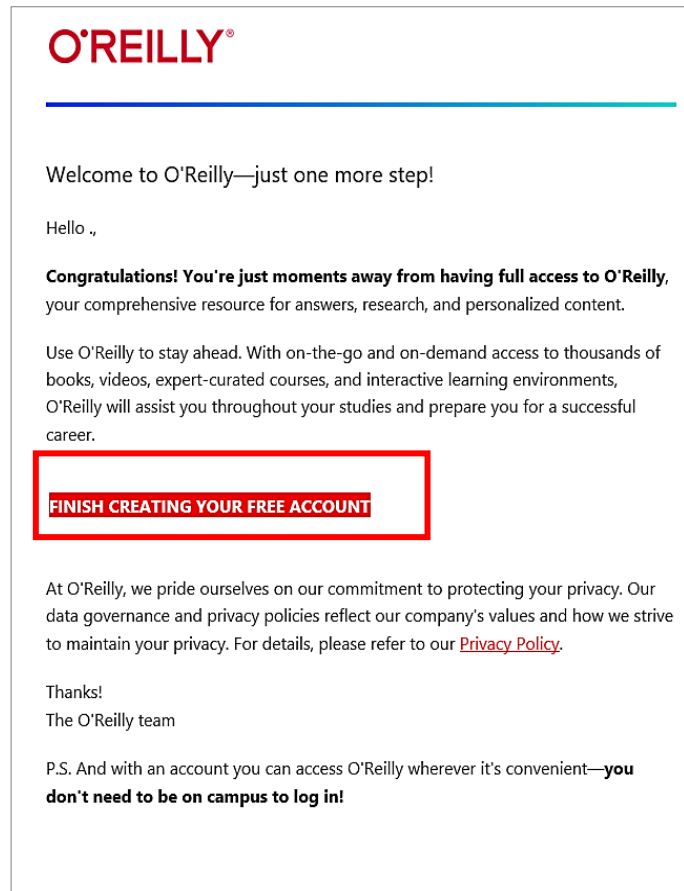 O'REILLY®
Welcome to O'Reilly—just one more step!
Hello .,
Congratulations! You're just moments away from having full access to O'Reilly,
your comprehensive resource for answers, research, and personalized content.
Use O'Reilly to stay ahead. With on-the-go and on-demand access to thousands of
books, videos, expert-curated courses, and interactive learning environments,
O'Reilly will assist you throughout your studies and prepare you for a successful
career.
FINISH CREATING YOUR FREE ACCOUNT
At O'Reilly, we pride ourselves on our commitment to protecting your privacy. Our
data governance and privacy policies reflect our company's values and how we strive
to maintain your privacy. For details, please refer to our Privacy Policy.
Thanks!
The O'Reilly team
P.S. And with an account you can access O'Reilly wherever it's convenient—you
don't need to be on campus to log in!